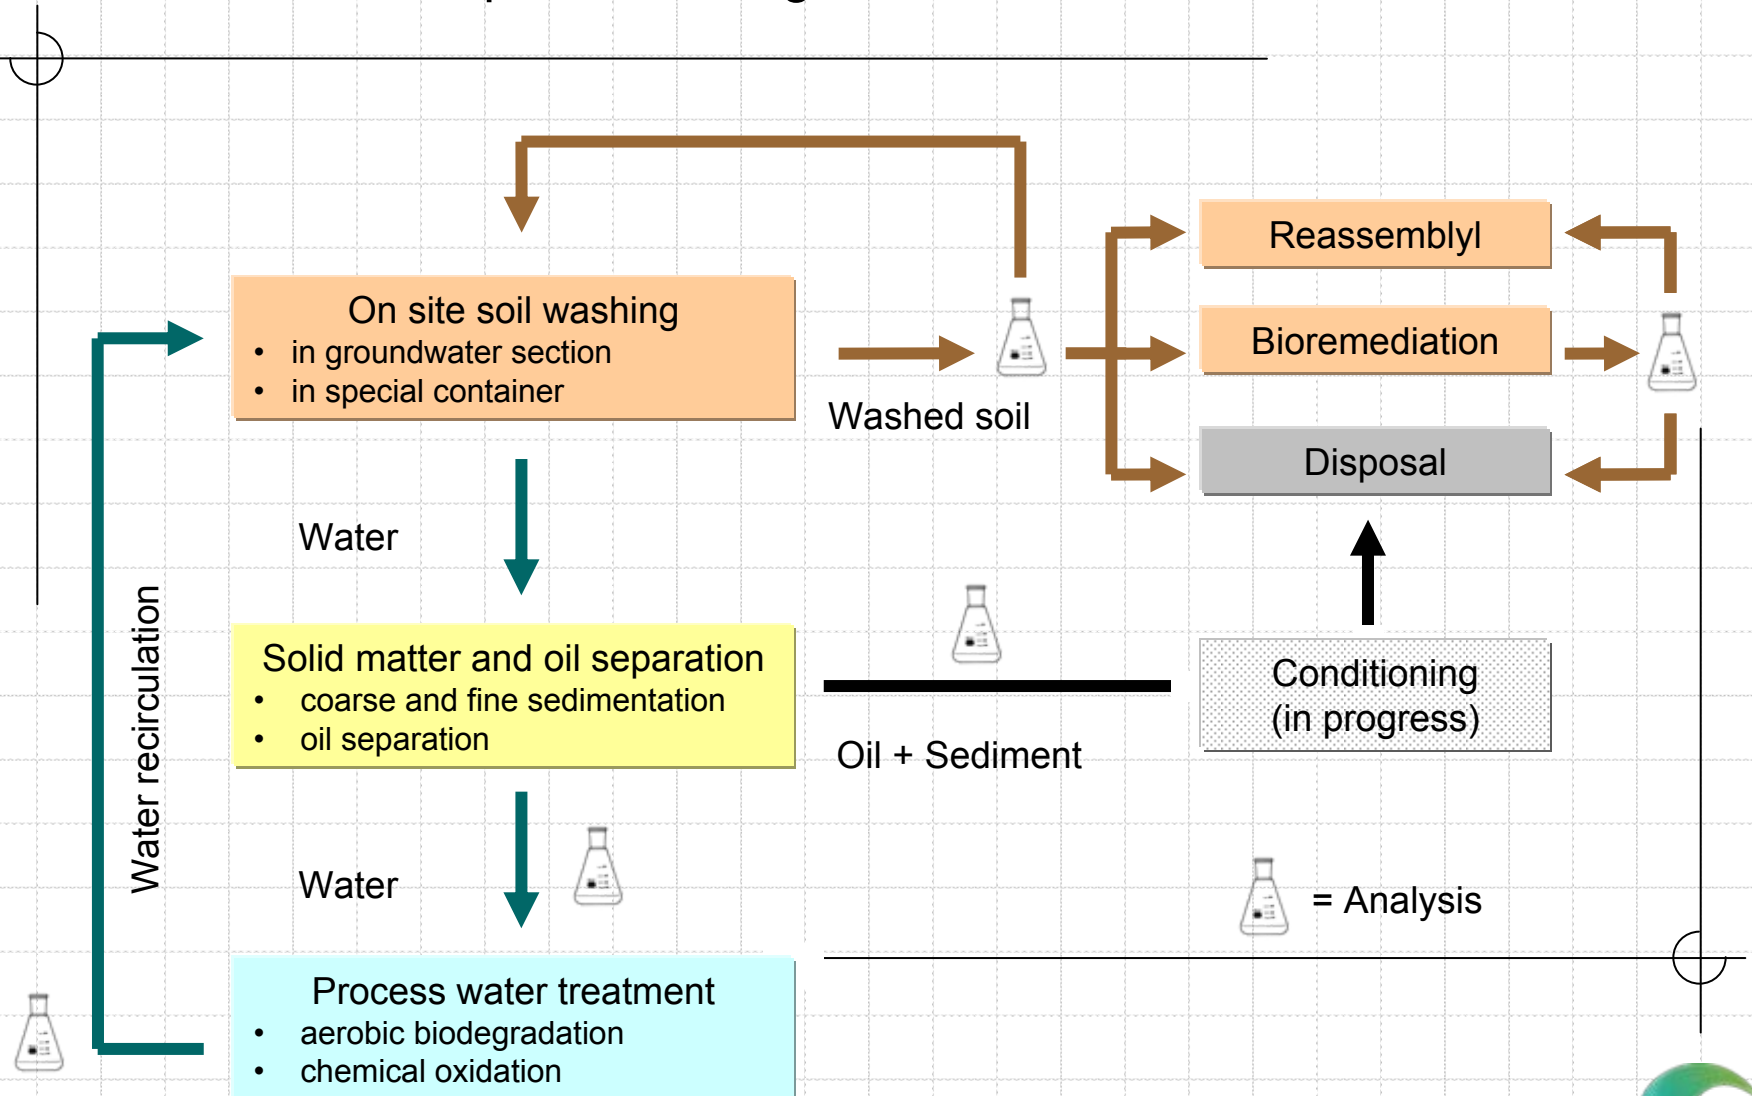 On site soil washing
• in groundwater section
• in special container
Washed soil
Reassemblyl
Bioremediation
Disposal
Water
Water recirculation
Solid matter and oil separation
• coarse and fine sedimentation
• oil separation
Oil + Sediment
Conditioning
(in progress)
Water
= Analysis
Process water treatment
• aerobic biodegradation
• chemical oxidation